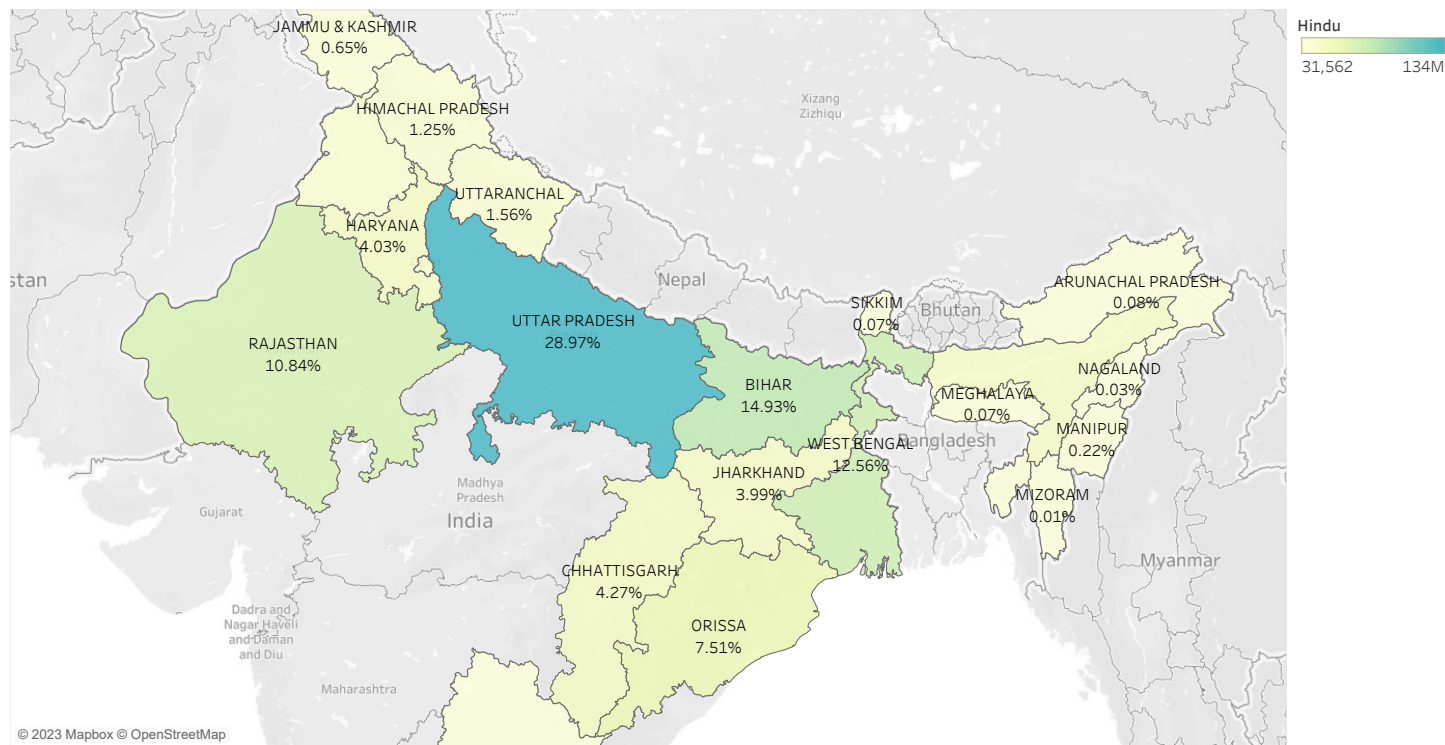 Hindu
31,562 134M
JAMMU & KASHMIR
0.65%
Xizang
Zizhiqu
HIMACHAL PRADESH
1.25%
UTTARANCHAL
1.56%
HARYANA
4.03%
stan
Nepal
ARUNACHAL PRADESH
0.08%
SIKKIM
0.07%
Bhutan
UTTAR PRADESH
28.97%
RAJASTHAN
10.84%
BIHAR
14.93%
NAGALAND
0.03%
MEGHALAYA
0.07%
MANIPUR
0.22%
WEST BENGAL
12.56%
Bangladesh
JHARKHAND
3.99%
Madhya
Pradesh
Gujarat
India
MIZORAM
0.01%
Myanmar
CHHATTISGARH
4.27%
Dadra and
Nagar Haveli
and Daman
and Diu
ORISSA
7.51%
Maharashtra
© 2023 Mapbox © OpenStreetMap